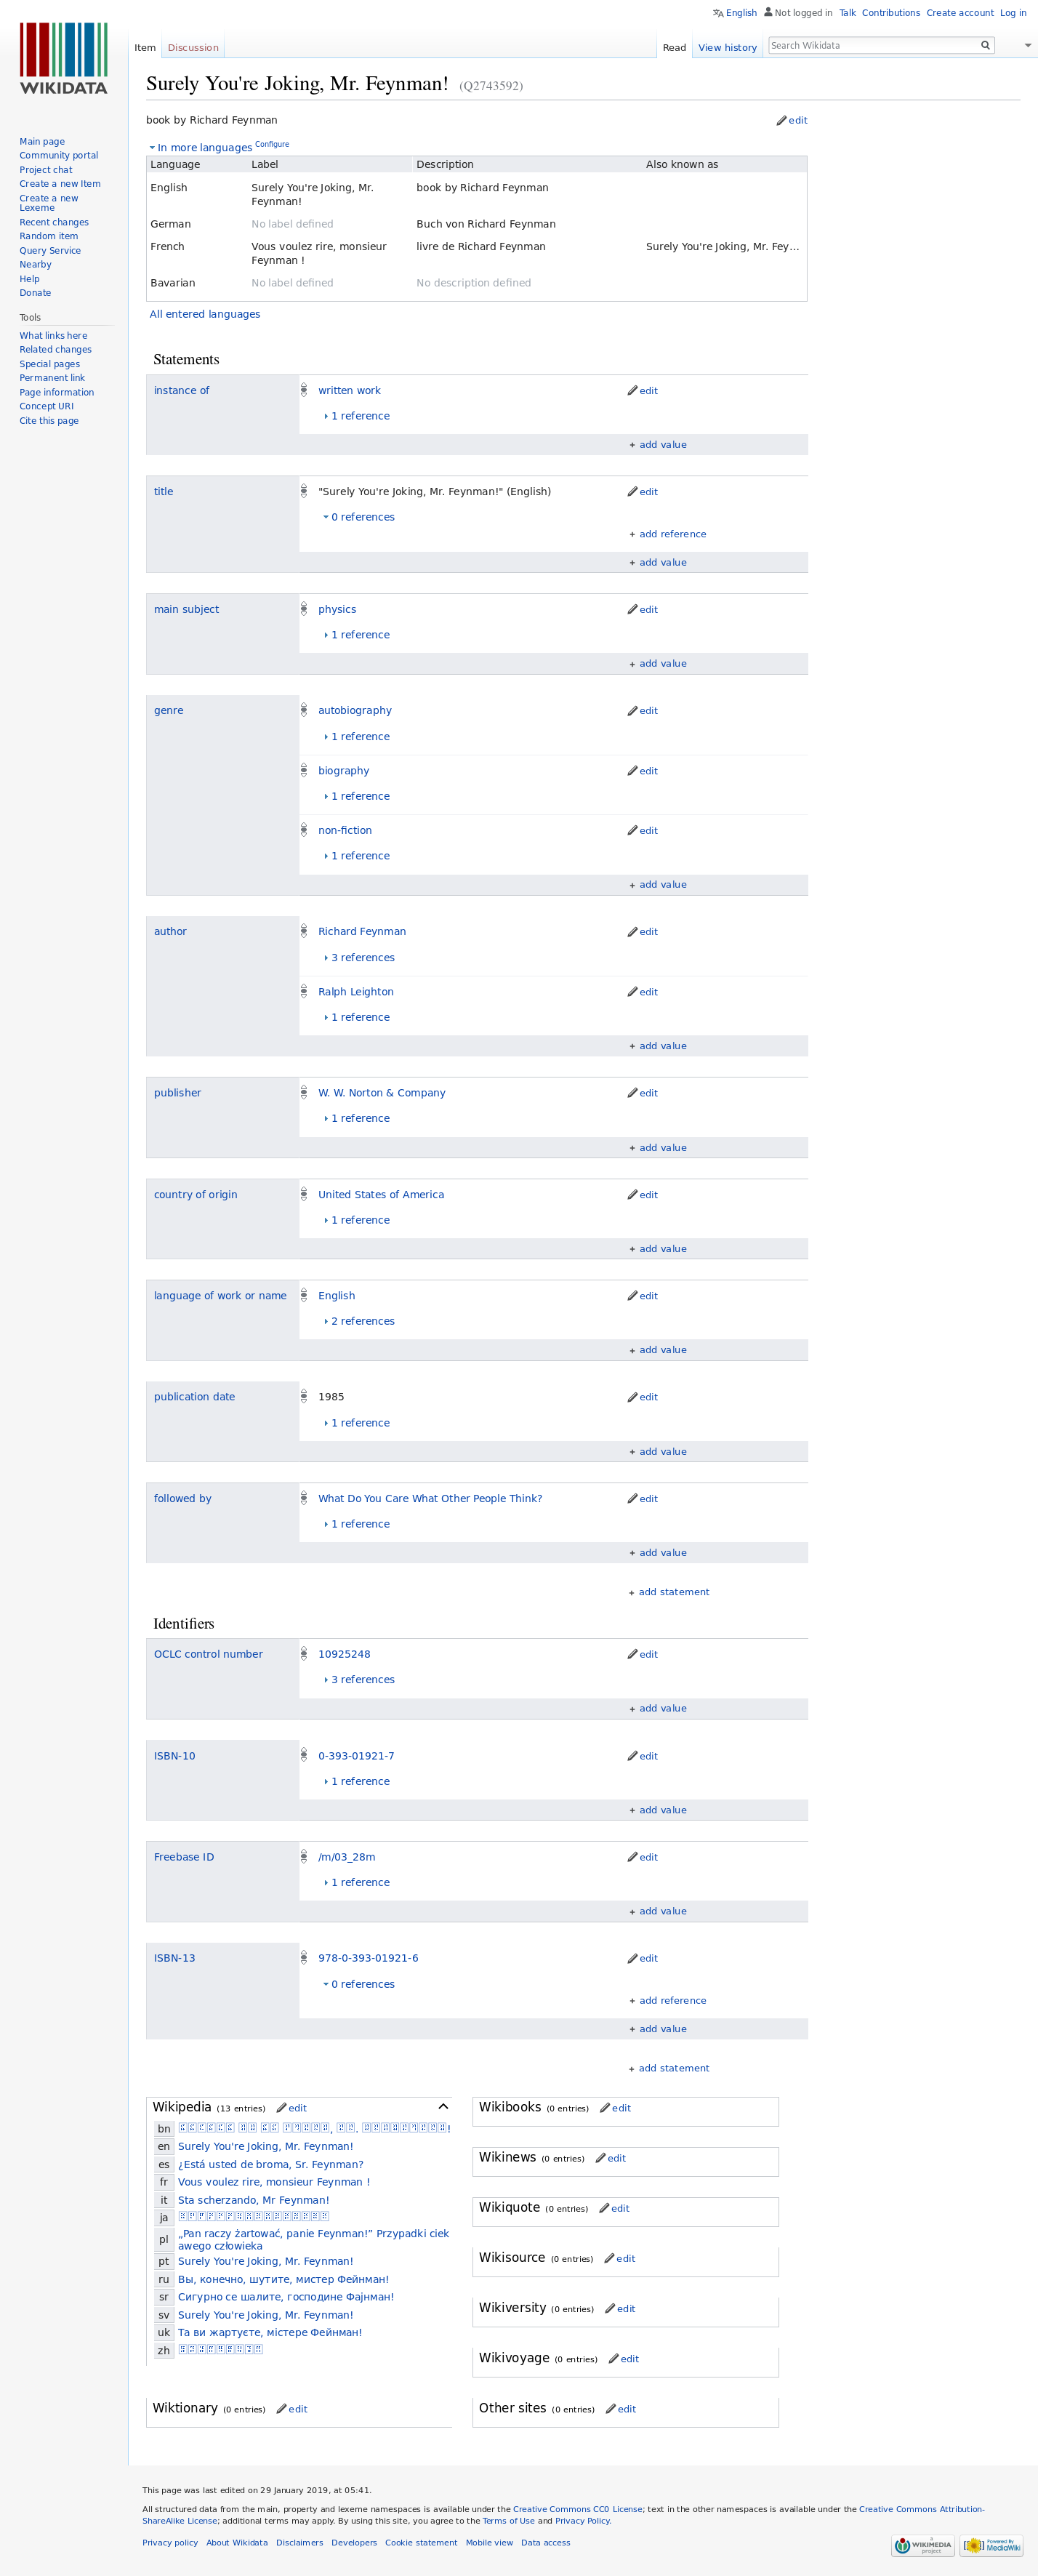 English Not logged in Talk Contributions Create account Log in
Item Discussion Read View history Search Wikidata
WIKIDATA
Main page
Community portal
Project chat
Create a new Item
Create a new
Lexeme
Recent changes
Random item
Query Service
Nearby
Help
Donate
Tools
What links here
Related changes
Special pages
Permanent link
Page information
Concept URI
Cite this page
Surely You're Joking, Mr. Feynman! (Q2743592)
book by Richard Feynman edit
In more languages Configure
Language Label Description Also known as
English Surely You're Joking, Mr. book by Richard Feynman
Feynman!
German No label defined Buch von Richard Feynman
French Vous voulez rire, monsieur livre de Richard Feynman Surely You're Joking, Mr. Fey...
Feynman !
Bavarian No label defined No description defined
All entered languages
Statements
instance of written work edit
1 reference
+ add value
title "Surely You're Joking, Mr. Feynman!" (English) edit
0 references
+ add reference
+ add value
main subject physics edit
1 reference
+ add value
genre autobiography edit
1 reference
biography edit
1 reference
non-fiction edit
1 reference
+ add value
author Richard Feynman edit
3 references
Ralph Leighton edit
1 reference
+ add value
publisher W. W. Norton & Company edit
1 reference
+ add value
country of origin United States of America edit
1 reference
+ add value
language of work or name English edit
2 references
+ add value
publication date 1985 edit
1 reference
+ add value
followed by What Do You Care What Other People Think? edit
1 reference
+ add value
+ add statement
Identifiers
OCLC control number 10925248 edit
3 references
+ add value
ISBN-10 0-393-01921-7 edit
1 reference
+ add value
Freebase ID /m/03_28m edit
1 reference
+ add value
ISBN-13 978-0-393-01921-6 edit
0 references
+ add reference
+ add value
+ add statement
Wikipedia (13 entries) edit
bn
en Surely You're Joking, Mr. Feynman!
es ¿Está usted de broma, Sr. Feynman?
fr Vous voulez rire, monsieur Feynman !
it Sta scherzando, Mr Feynman!
ja
pl „Pan raczy żartować, panie Feynman!” Przypadki ciek
awego człowieka
pt Surely You're Joking, Mr. Feynman!
ru Вы, конечно, шутите, мистер Фейнман!
sr Сигурно се шалите, господине Фајнман!
sv Surely You're Joking, Mr. Feynman!
uk Та ви жартуєте, містере Фейнман!
zh
Wikibooks (0 entries) edit
Wikinews (0 entries) edit
Wikiquote (0 entries) edit
Wikisource (0 entries) edit
Wikiversity (0 entries) edit
Wikivoyage (0 entries) edit
Wiktionary (0 entries) edit
Other sites (0 entries) edit
This page was last edited on 29 January 2019, at 05:41.
All structured data from the main, property and lexeme namespaces is available under the Creative Commons CC0 License; text in the other namespaces is available under the Creative Commons Attribution-
ShareAlike License; additional terms may apply. By using this site, you agree to the Terms of Use and Privacy Policy.
Privacy policy About Wikidata Disclaimers Developers Cookie statement Mobile view Data access
A WIKIMEDIA project Powered By MediaWiki